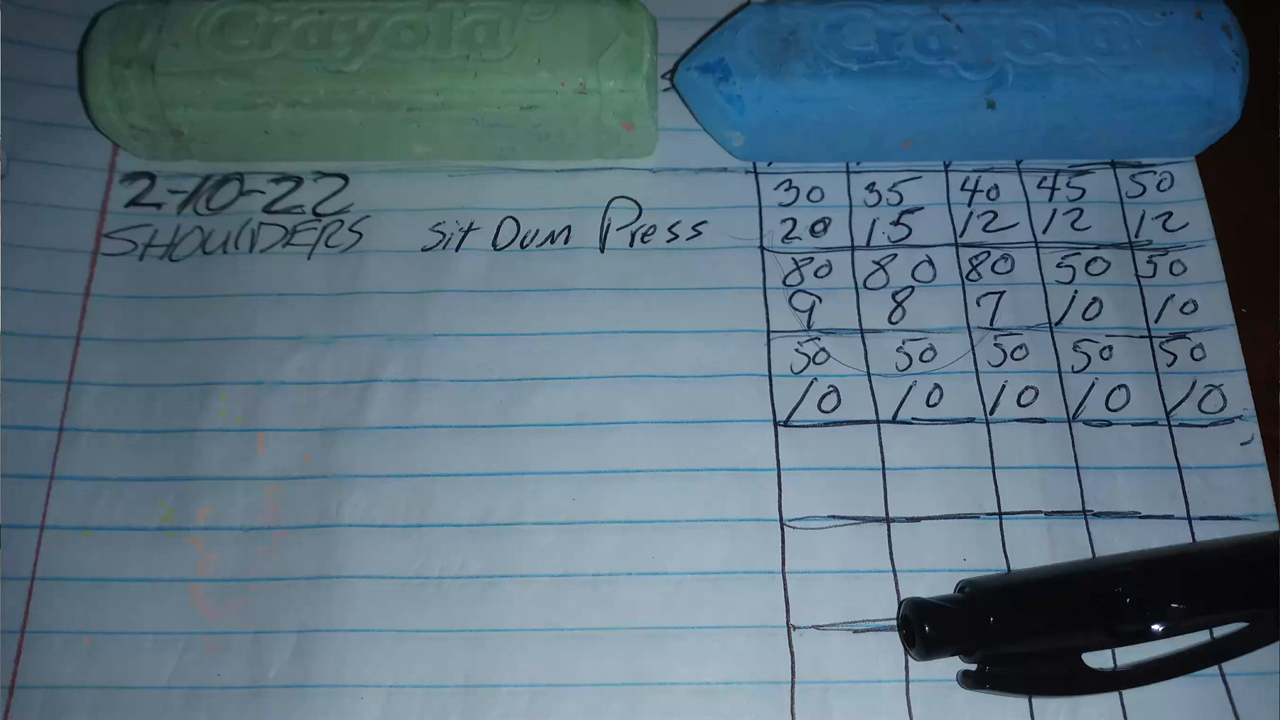 Crayola Crayola
2-10-22 30 35 40 45 50
SHOULDERS Sit Dum Press 20 15 12 12 12
80 80 80 50 50
9 8 7 10 10
50 50 50 50 50
10 10 10 10 10